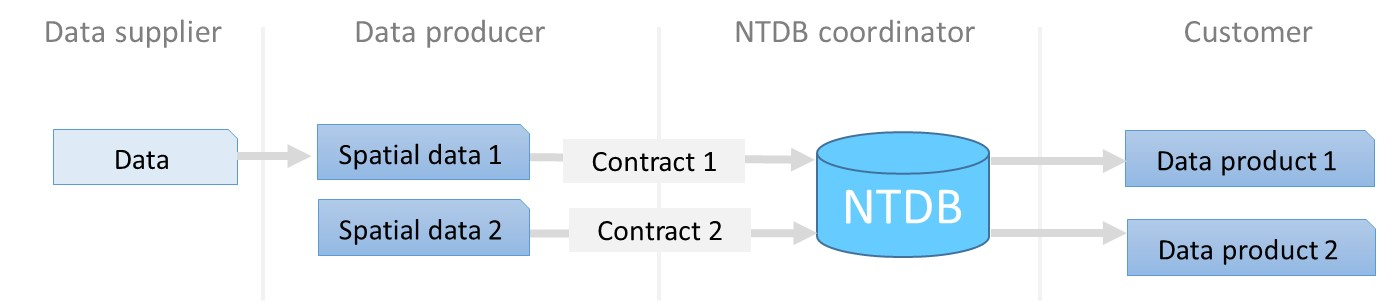 Data supplier
Data producer
NTDB coordinator
Customer
Data
Spatial data 1
Contract 1
NTDB
Data product 1
Spatial data 2
Contract 2
Data product 2